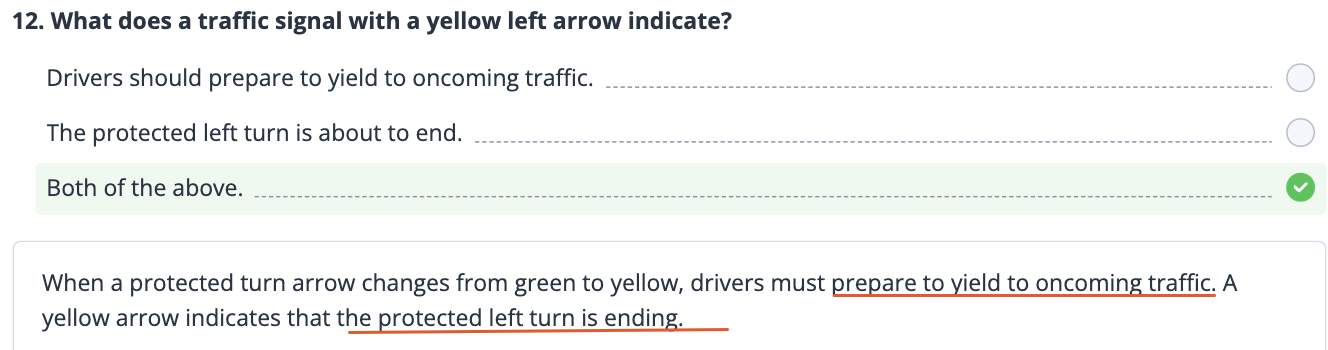 12. What does a traffic signal with a yellow left arrow indicate?
Drivers should prepare to yield to oncoming traffic.
The protected left turn is about to end.
Both of the above.
When a protected turn arrow changes from green to yellow, drivers must prepare to yield to oncoming traffic. A
yellow arrow indicates that the protected left turn is ending.